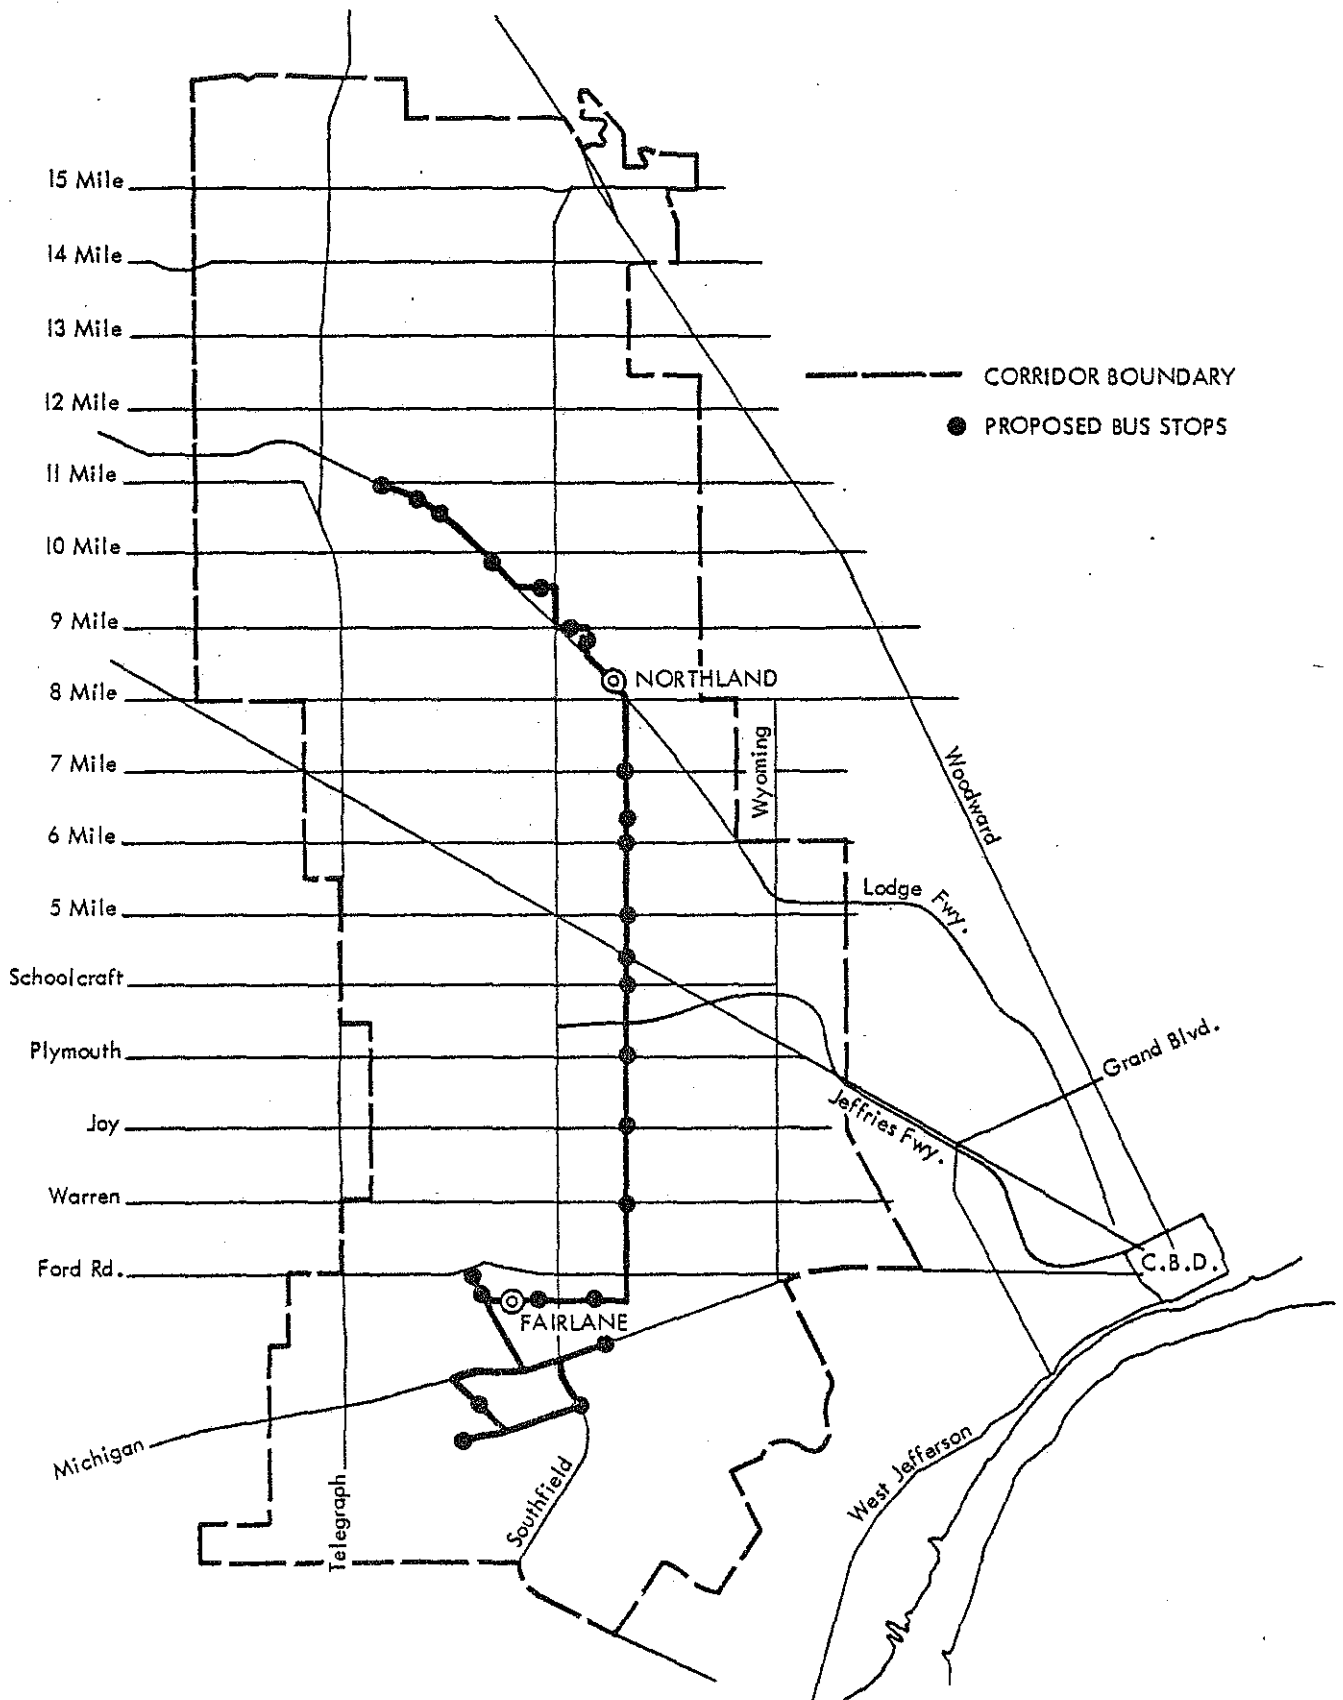 15 Mile
14 Mile
13 Mile
CORRIDOR BOUNDARY
12 Mile
PROPOSED BUS STOPS
11 Mile
10 Mile
9 Mile
NORTHLAND
8 Mile
7 Mile
Wyoming
Woodward
6 Mile
Lodge Fwy.
5 Mile
Schoolcraft
Plymouth
Grand Blvd.
Jeffries Fwy.
Joy
Warren
Ford Rd.
C.B.D.
FAIRLANE
Michigan
Telegraph
Southfield
West Jefferson